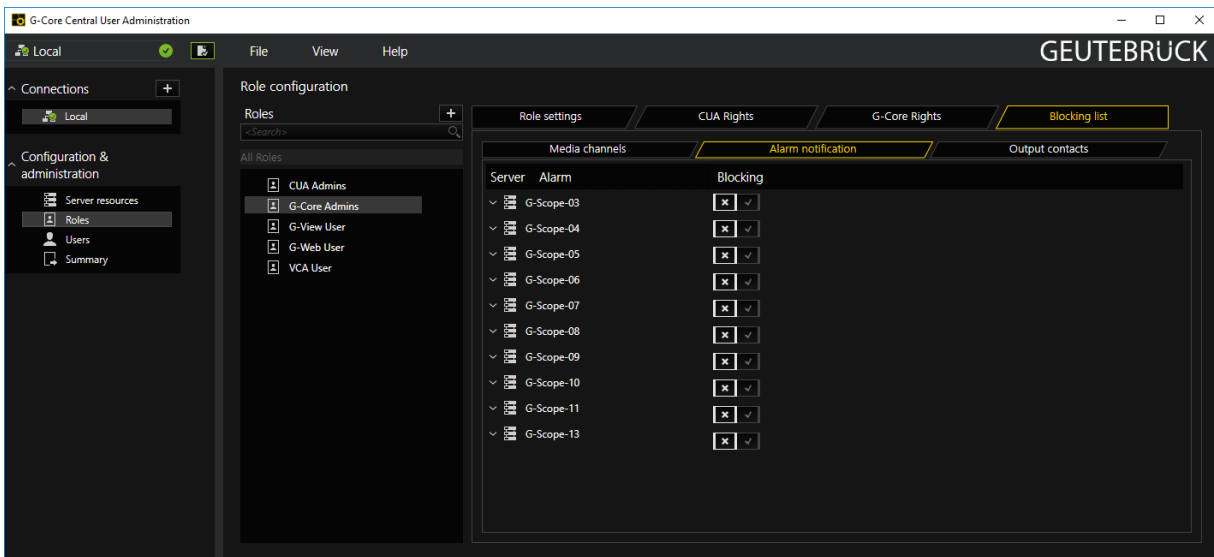 G-Core Central User Administration
Local
File View Help
GEUTEBRÜCK
Connections
Local
Configuration &
administration
Server resources
Roles
Users
Summary
Role configuration
Roles
<Search>
All Roles
CUA Admins
G-Core Admins
G-View User
G-Web User
VCA User
Role settings CUA Rights G-Core Rights Blocking list
Media channels Alarm notification Output contacts
Server Alarm Blocking
G-Scope-03
G-Scope-04
G-Scope-05
G-Scope-06
G-Scope-07
G-Scope-08
G-Scope-09
G-Scope-10
G-Scope-11
G-Scope-13